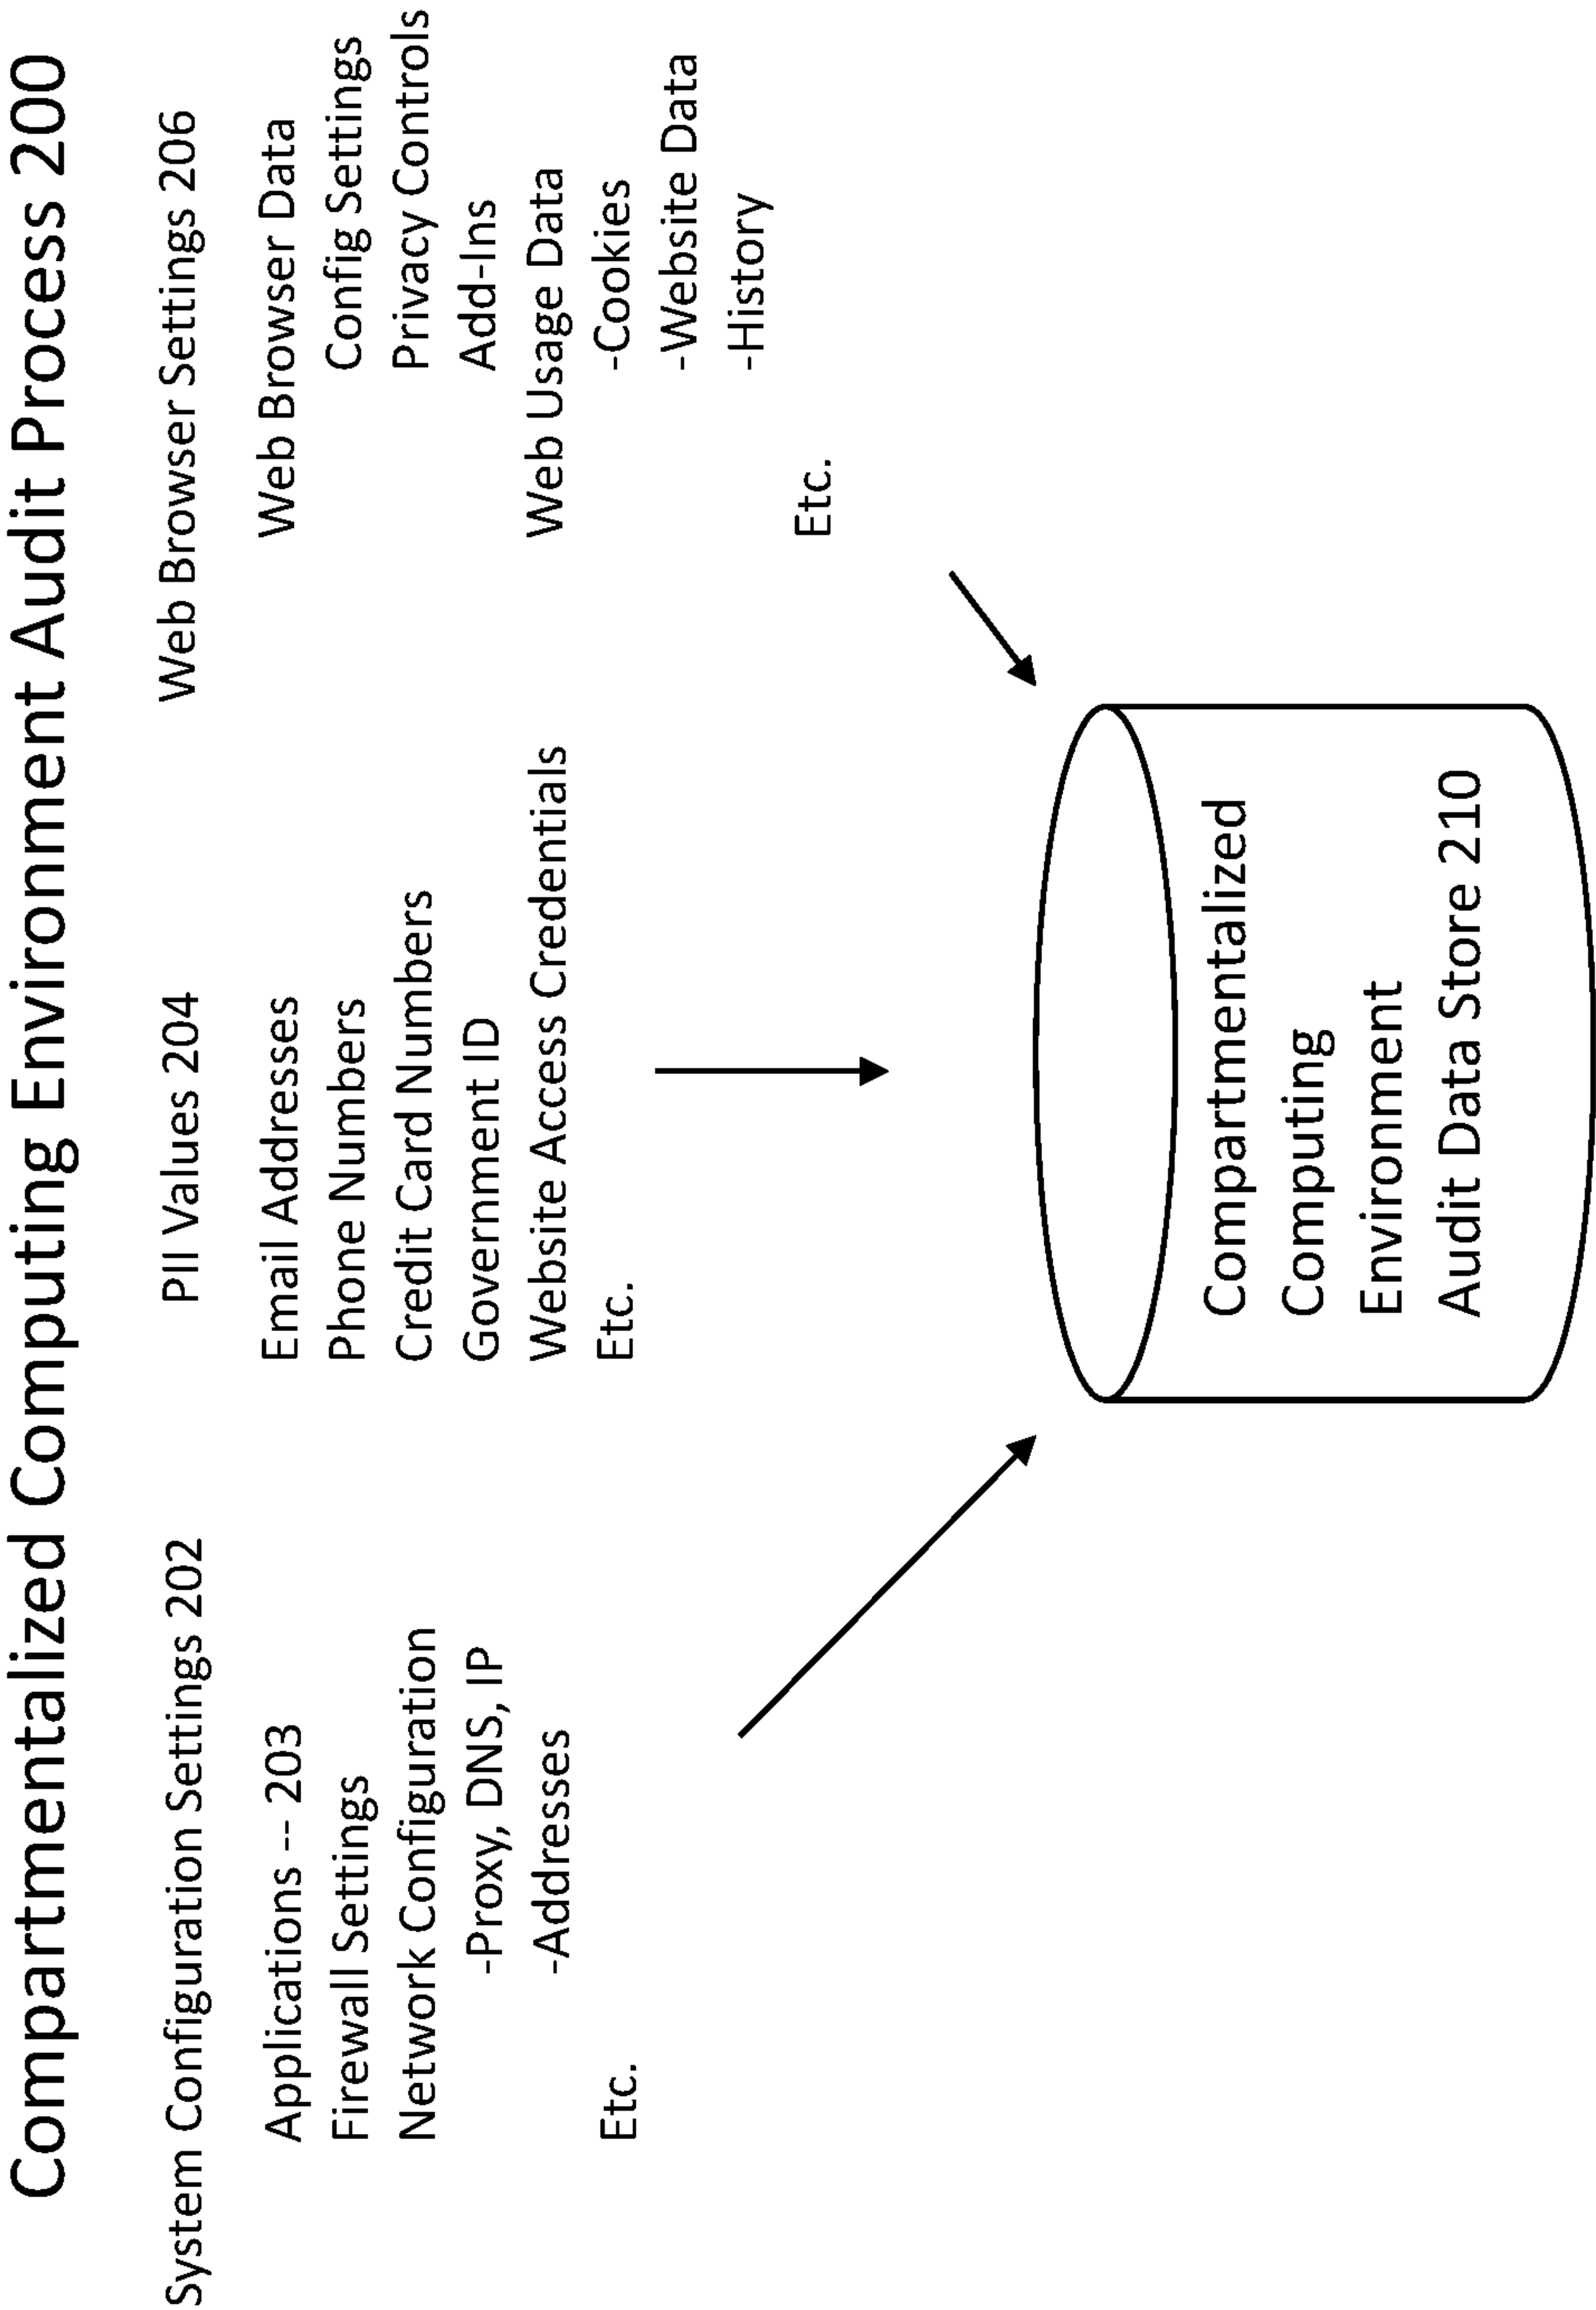 Compartmentalized Computing Environment Audit Process 200
System Configuration Settings 202
Applications -- 203
Firewall Settings
Network Configuration
-Proxy, DNS, IP
-Addresses
Etc.
PII Values 204
Email Addresses
Phone Numbers
Credit Card Numbers
Government ID
Website Access Credentials
Etc.
Web Browser Settings 206
Web Browser Data
Config Settings
Privacy Controls
Add-Ins
Web Usage Data
-Cookies
-Website Data
-History
Etc.
Compartmentalized
Computing
Environment
Audit Data Store 210